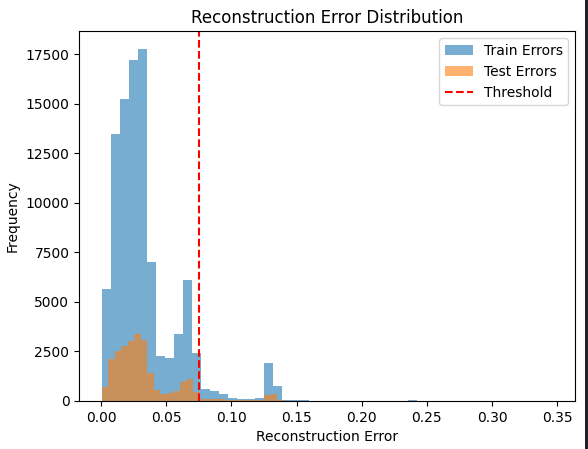 Reconstruction Error Distribution
Train Errors
Test Errors
Threshold
Frequency
17500
15000
12500
10000
7500
5000
2500
0
0.00 0.05 0.10 0.15 0.20 0.25 0.30 0.35
Reconstruction Error